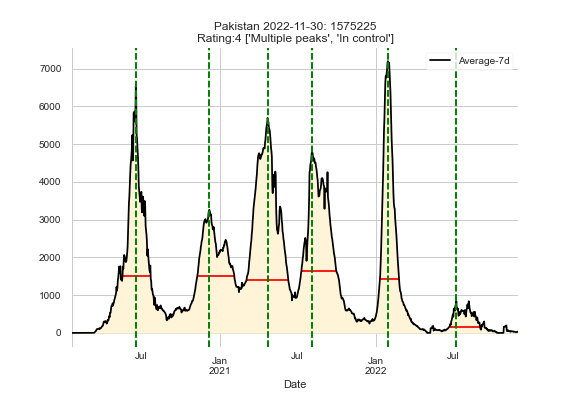 Pakistan 2022-11-30: 1575225
Rating:4 ['Multiple peaks', 'In control']
Average-7d
7000
6000
5000
4000
3000
2000
1000
0
Jul
Jan
2021
Jul
Jan
2022
Jul
Date